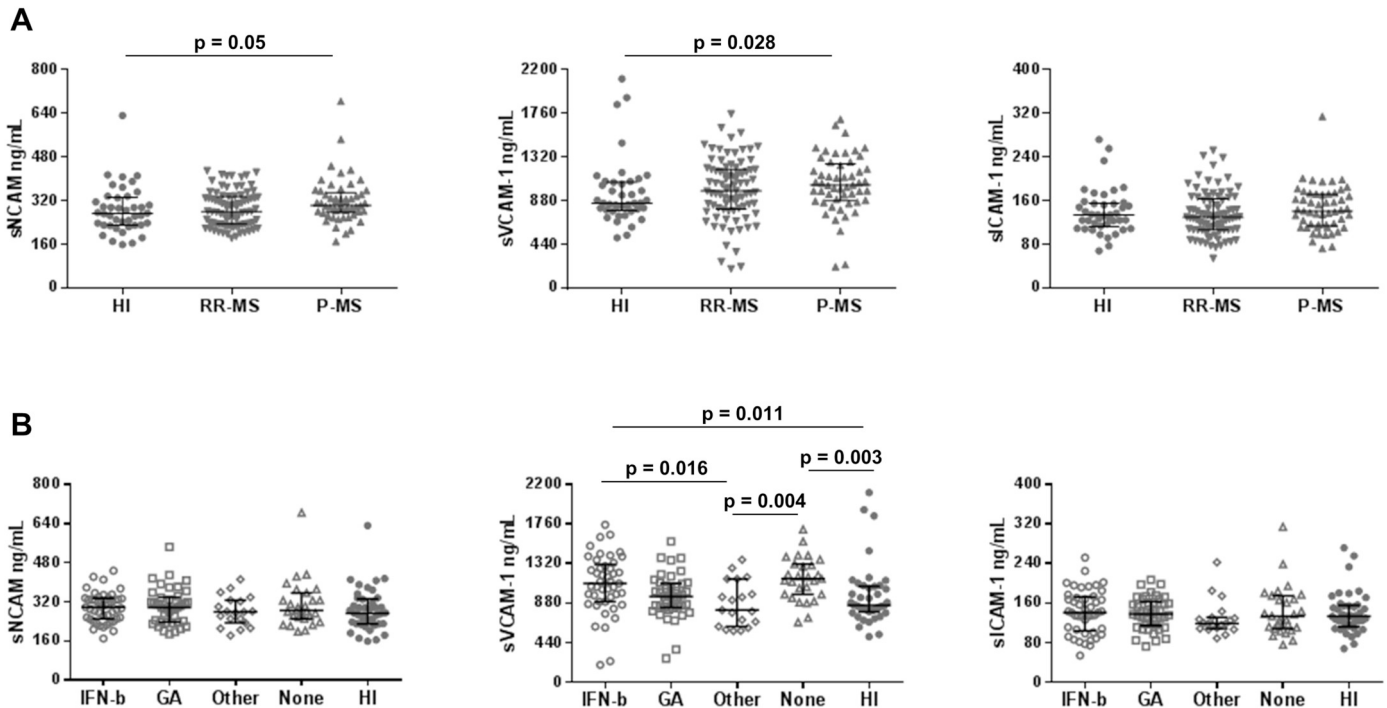 A
p = 0.05
sNCAM ng/mL
800
640
480
320
160
0
HI RR-MS P-MS
p = 0.028
sVCAM-1 ng/mL
2200
1760
1320
880
440
0
HI RR-MS P-MS
sICAM-1 ng/mL
400
320
240
160
80
0
HI RR-MS P-MS
B
sNCAM ng/mL
800
640
480
320
160
0
IFN-b GA Other None HI
p = 0.011
p = 0.016
p = 0.003
p = 0.004
sVCAM-1 ng/mL
2200
1760
1320
880
440
0
IFN-b GA Other None HI
sICAM-1 ng/mL
400
320
240
160
80
0
IFN-b GA Other None HI